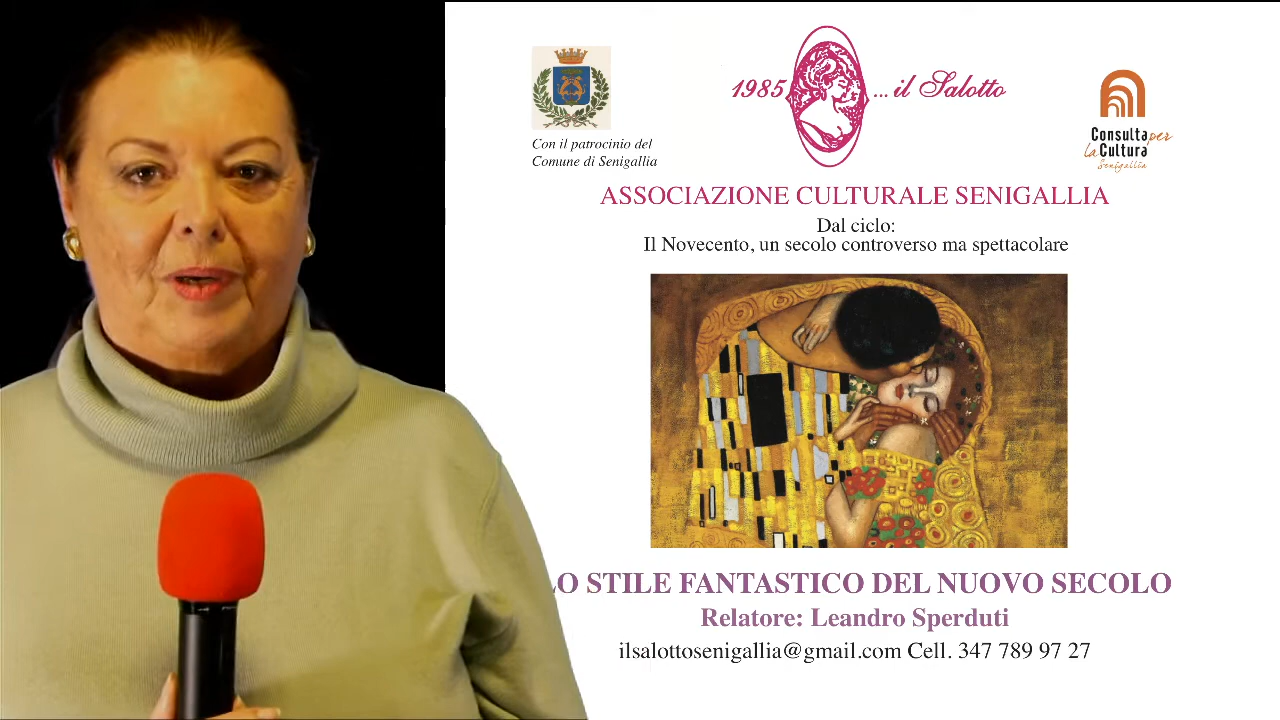 1985 ...il Salotto
Con il patrocinio del
Comune di Senigallia
Consulta per
la Cultura
Senigallia
ASSOCIAZIONE CULTURALE SENIGALLIA
Dal ciclo:
Il Novecento, un secolo controverso ma spettacolare
LO STILE FANTASTICO DEL NUOVO SECOLO
Relatore: Leandro Sperduti
ilsalottosenigallia@gmail.com Cell. 347 789 97 27